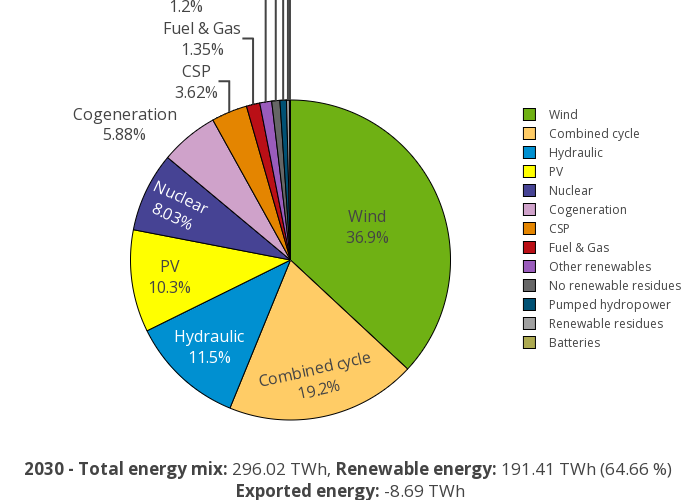 1.2%
Fuel & Gas
1.35%
CSP
3.62%
Cogeneration
5.88%
Nuclear
8.03%
PV
10.3%
Hydraulic
11.5%
Combined cycle
19.2%
Wind
36.9%
Wind
Combined cycle
Hydraulic
PV
Nuclear
Cogeneration
CSP
Fuel & Gas
Other renewables
No renewable residues
Pumped hydropower
Renewable residues
Batteries
2030 - Total energy mix: 296.02 TWh, Renewable energy: 191.41 TWh (64.66 %)
Exported energy: -8.69 TWh